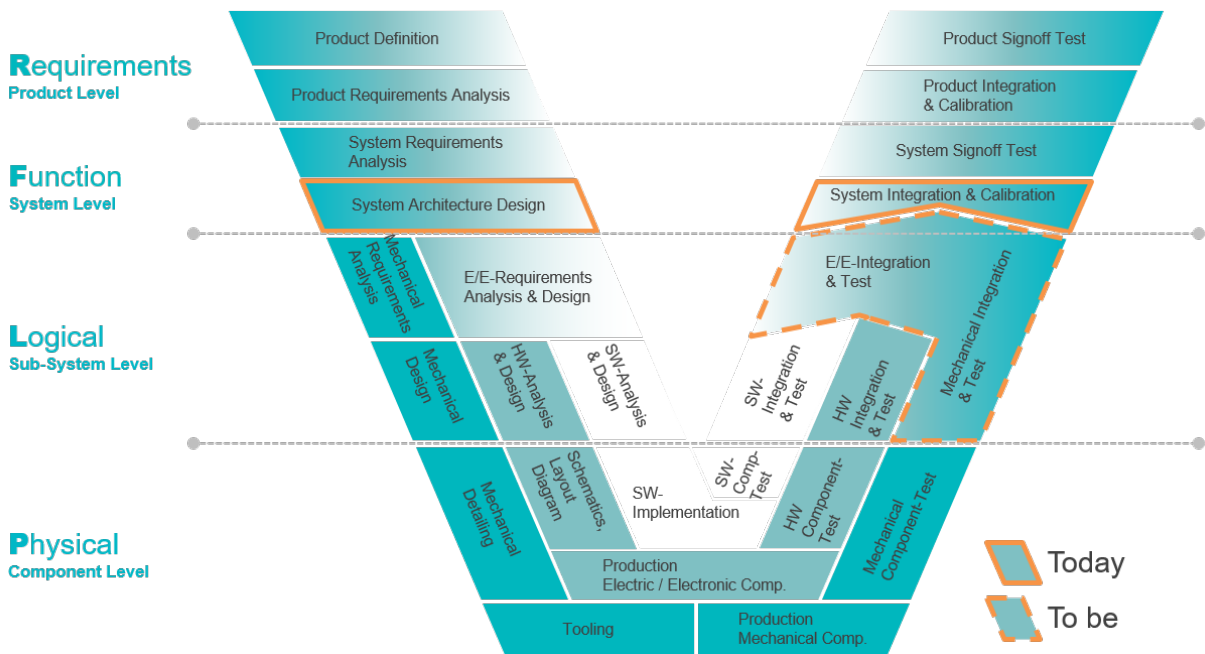 Requirements
Product Level
Function
System Level
Logical
Sub-System Level
Physical
Component Level
Product Definition
Product Requirements Analysis
System Requirements
Analysis
System Architecture Design
Mechanical
Requirements
Analysis
E/E-Requirements
Analysis & Design
Mechanical
Design
HW-Analysis
& Design
SW-Analysis
& Design
Mechanical
Detailing
Schematics,
Layout
Diagram
SW-
Implementation
Production
Electric / Electronic Comp.
Tooling
Production
Mechanical Comp.
Product Signoff Test
Product Integration
& Calibration
System Signoff Test
System Integration & Calibration
E/E-Integration
& Test
Mechanical Integration
& Test
SW-
Integration
& Test
HW
Integration
& Test
SW-
Comp-
Test
HW
Component-
Test
Mechanical
Component-Test
Today
To be